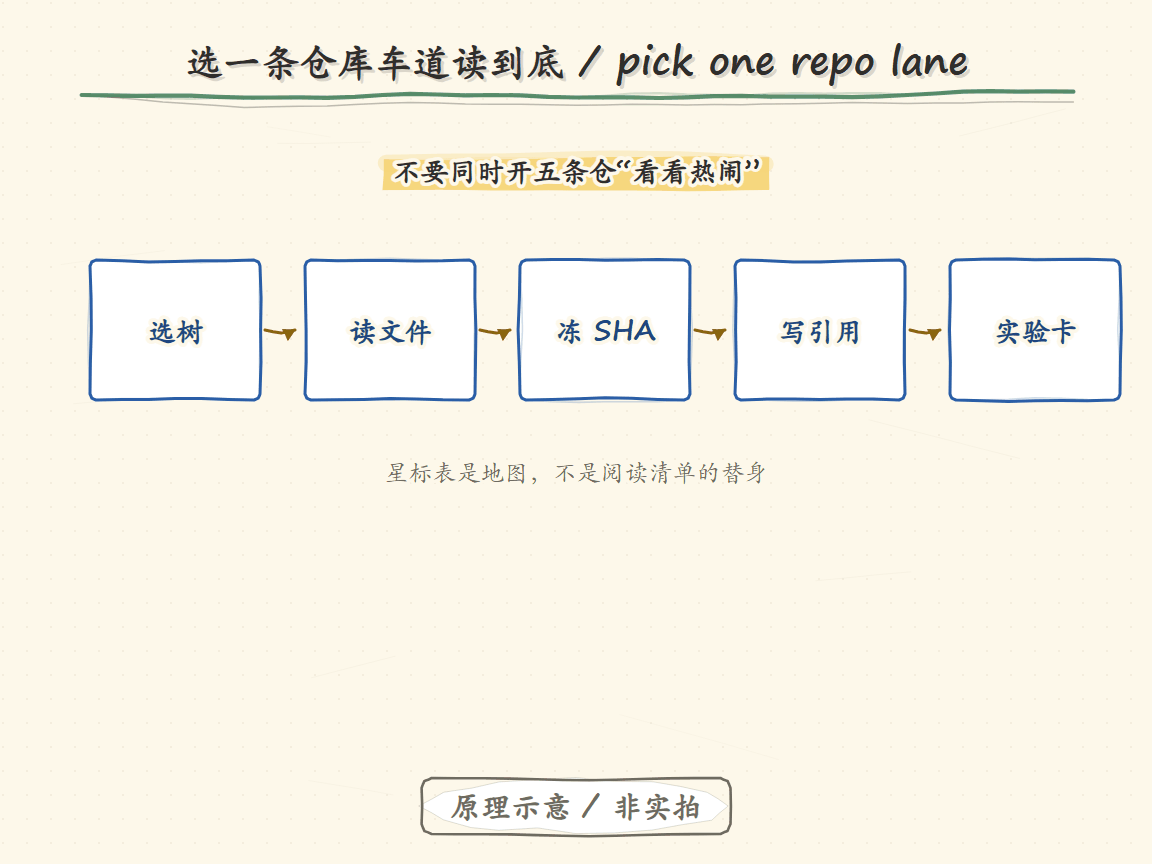 选一条仓库车道读到底 / pick one repo lane
不要同时开五条仓“看看热闹”
选树
读文件
冻 SHA
写引用
实验卡
星标表是地图，不是阅读清单的替身
原理示意 / 非实拍